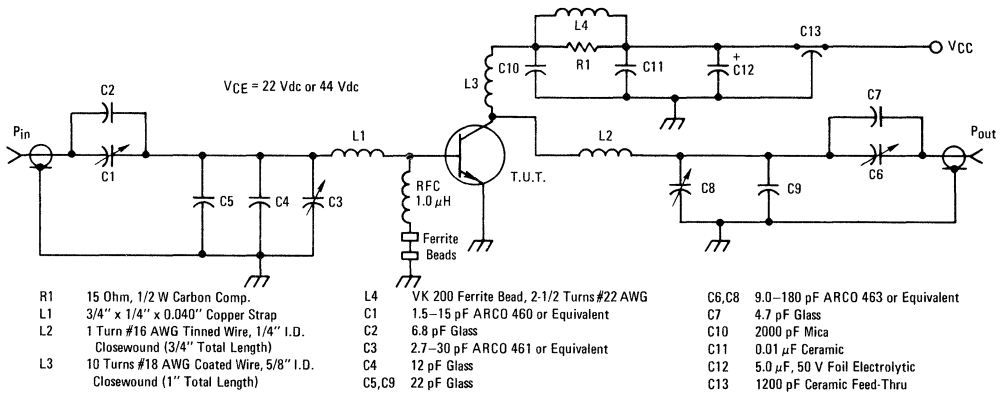 L4
C13
VCC
C10
R1
C11
+
C12
L3
VCE = 22 Vdc or 44 Vdc
C2
C7
Pin
L1
L2
Pout
C1
T.U.T.
C6
RFC
1.0 μH
C5
C4
C3
C8
C9
Ferrite
Beads
R1 15 Ohm, 1/2 W Carbon Comp.
L1 3/4" x 1/4" x 0.040" Copper Strap
L2 1 Turn #16 AWG Tinned Wire, 1/4" I.D.
Closewound (3/4" Total Length)
L3 10 Turns #18 AWG Coated Wire, 5/8" I.D.
Closewound (1" Total Length)
L4 VK 200 Ferrite Bead, 2-1/2 Turns #22 AWG
C1 1.5–15 pF ARCO 460 or Equivalent
C2 6.8 pF Glass
C3 2.7–30 pF ARCO 461 or Equivalent
C4 12 pF Glass
C5,C9 22 pF Glass
C6,C8 9.0-180 pF ARCO 463 or Equivalent
C7 4.7 pF Glass
C10 2000 pF Mica
C11 0.01 μF Ceramic
C12 5.0 μF, 50 V Foil Electrolytic
C13 1200 pF Ceramic Feed-Thru